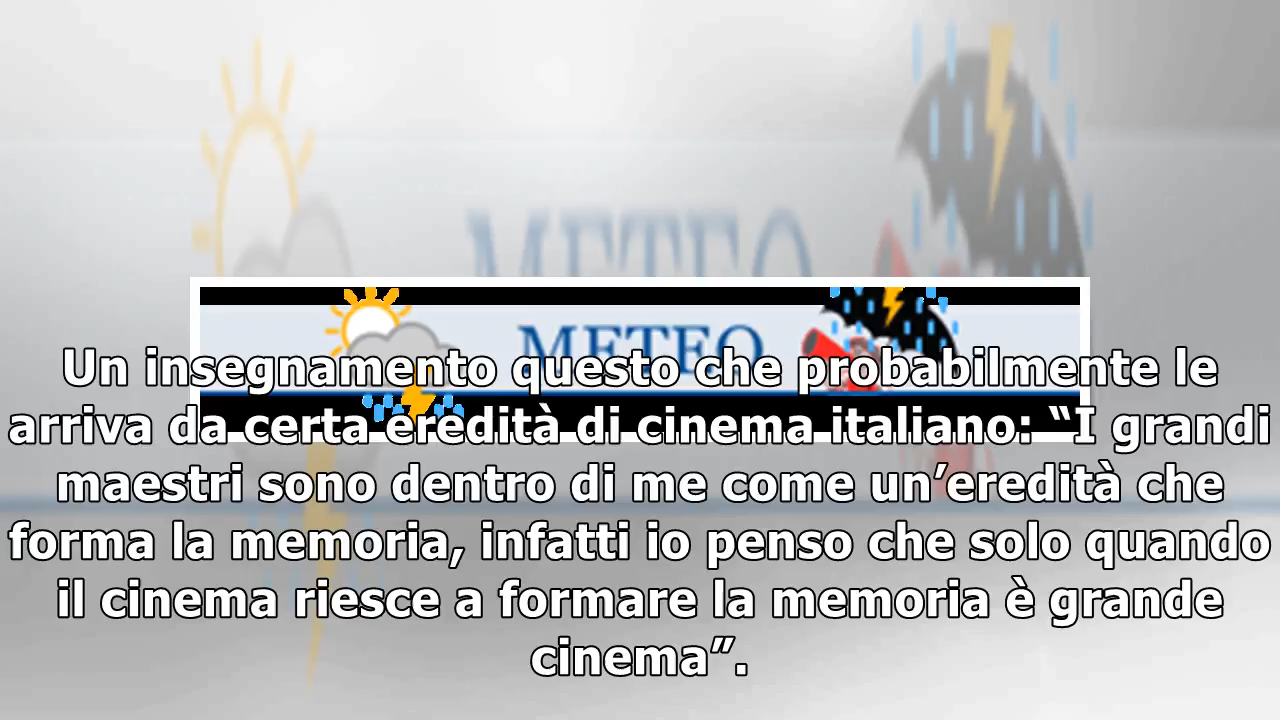 METEO
METEO
Un insegnamento questo che probabilmente le
arriva da certa eredità di cinema italiano: “I grandi
maestri sono dentro di me come un’eredità che
forma la memoria, infatti io penso che solo quando
il cinema riesce a formare la memoria è grande
cinema”.